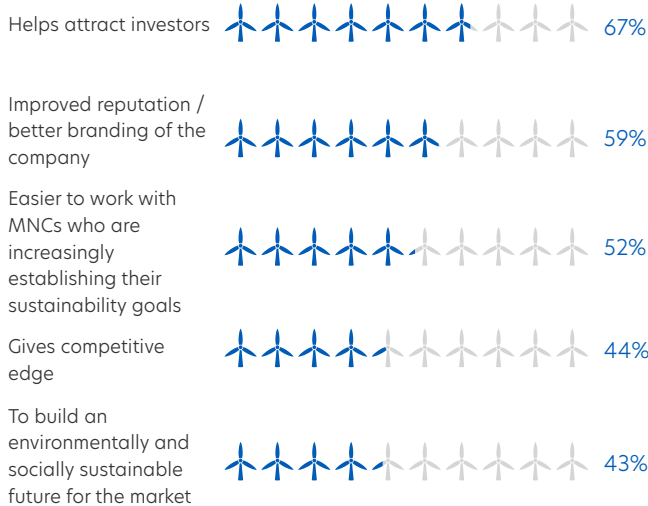 Helps attract investors 67%
Improved reputation /
better branding of the
company
59%
Easier to work with
MNCs who are
increasingly
establishing their
sustainability goals
52%
Gives competitive
edge
44%
To build an
environmentally and
socially sustainable
future for the market
43%